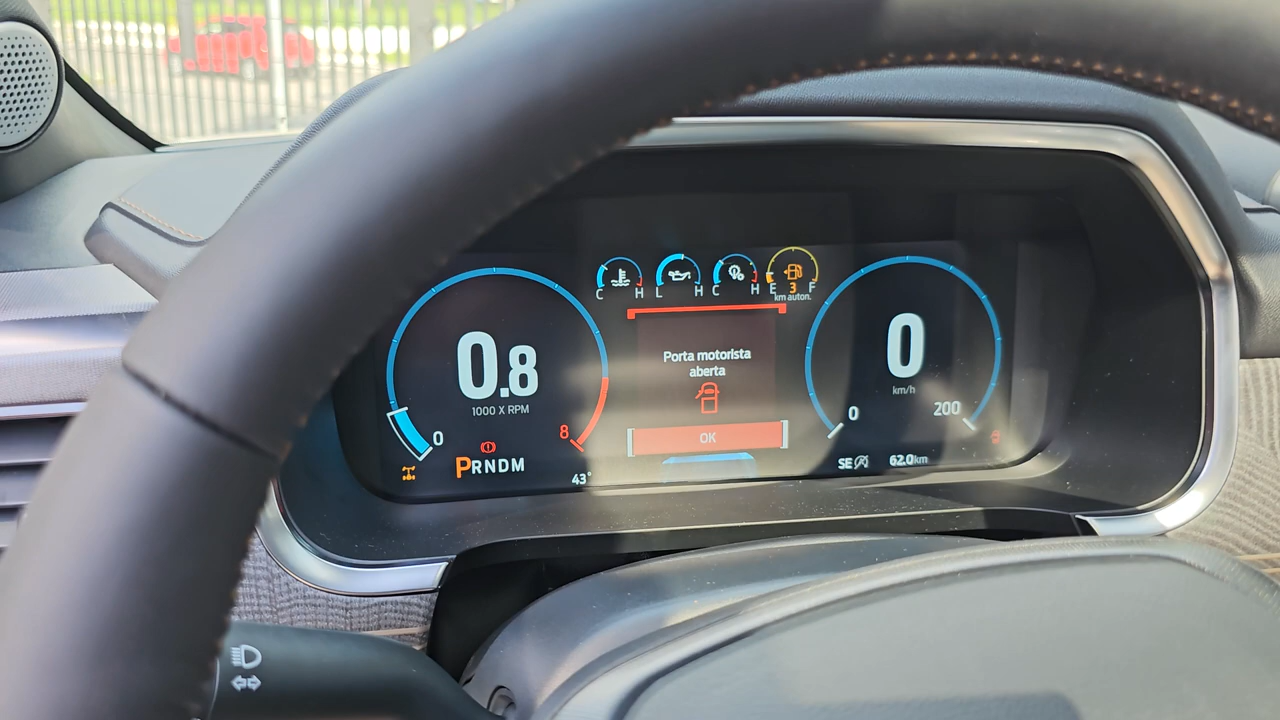 C H L H C H E 3 F
km auton.
0.8
1000 X RPM
0
8
PRNDM
43°
Porta motorista
aberta
OK
0
km/h
0
200
SE
62.0km